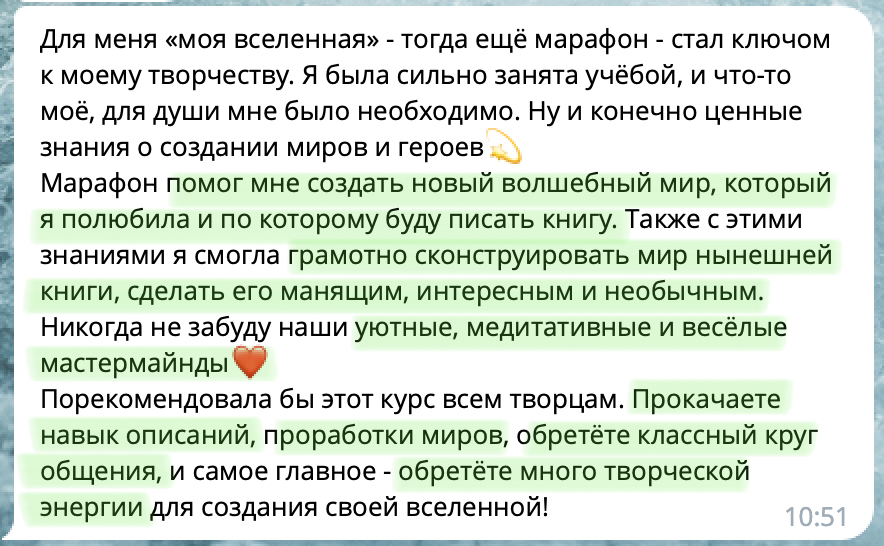 Для меня «моя вселенная» - тогда ещё марафон - стал ключом
к моему творчеству. Я была сильно занята учёбой, и что-то
моё, для души мне было необходимо. Ну и конечно ценные
знания о создании миров и героев💫
Марафон помог мне создать новый волшебный мир, который
я полюбила и по которому буду писать книгу. Также с этими
знаниями я смогла грамотно сконструировать мир нынешней
книги, сделать его манящим, интересным и необычным.
Никогда не забуду наши уютные, медитативные и весёлые
мастермайнды❤️
Порекомендовала бы этот курс всем творцам. Прокачаете
навык описаний, проработки миров, обретёте классный круг
общения, и самое главное - обретёте много творческой
энергии для создания своей вселенной!
10:51